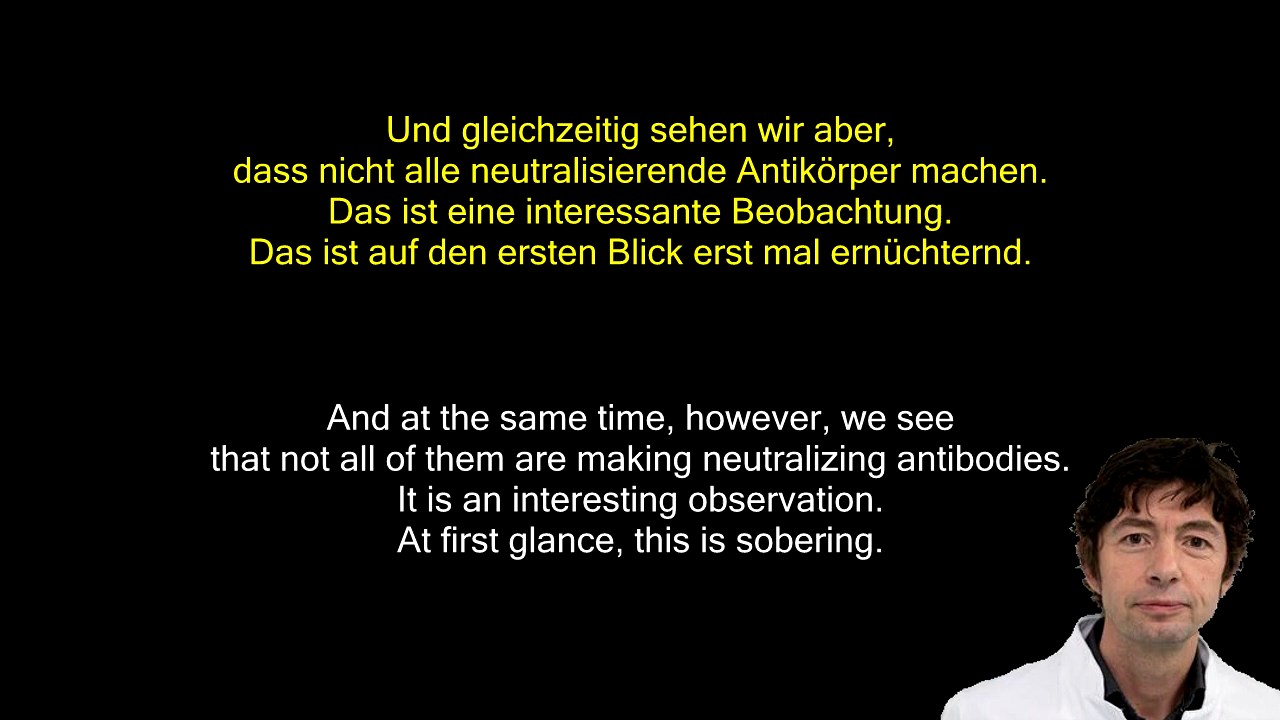 Und gleichzeitig sehen wir aber,
dass nicht alle neutralisierende Antikörper machen.
Das ist eine interessante Beobachtung.
Das ist auf den ersten Blick erst mal ernüchternd.
And at the same time, however, we see
that not all of them are making neutralizing antibodies.
It is an interesting observation.
At first glance, this is sobering.